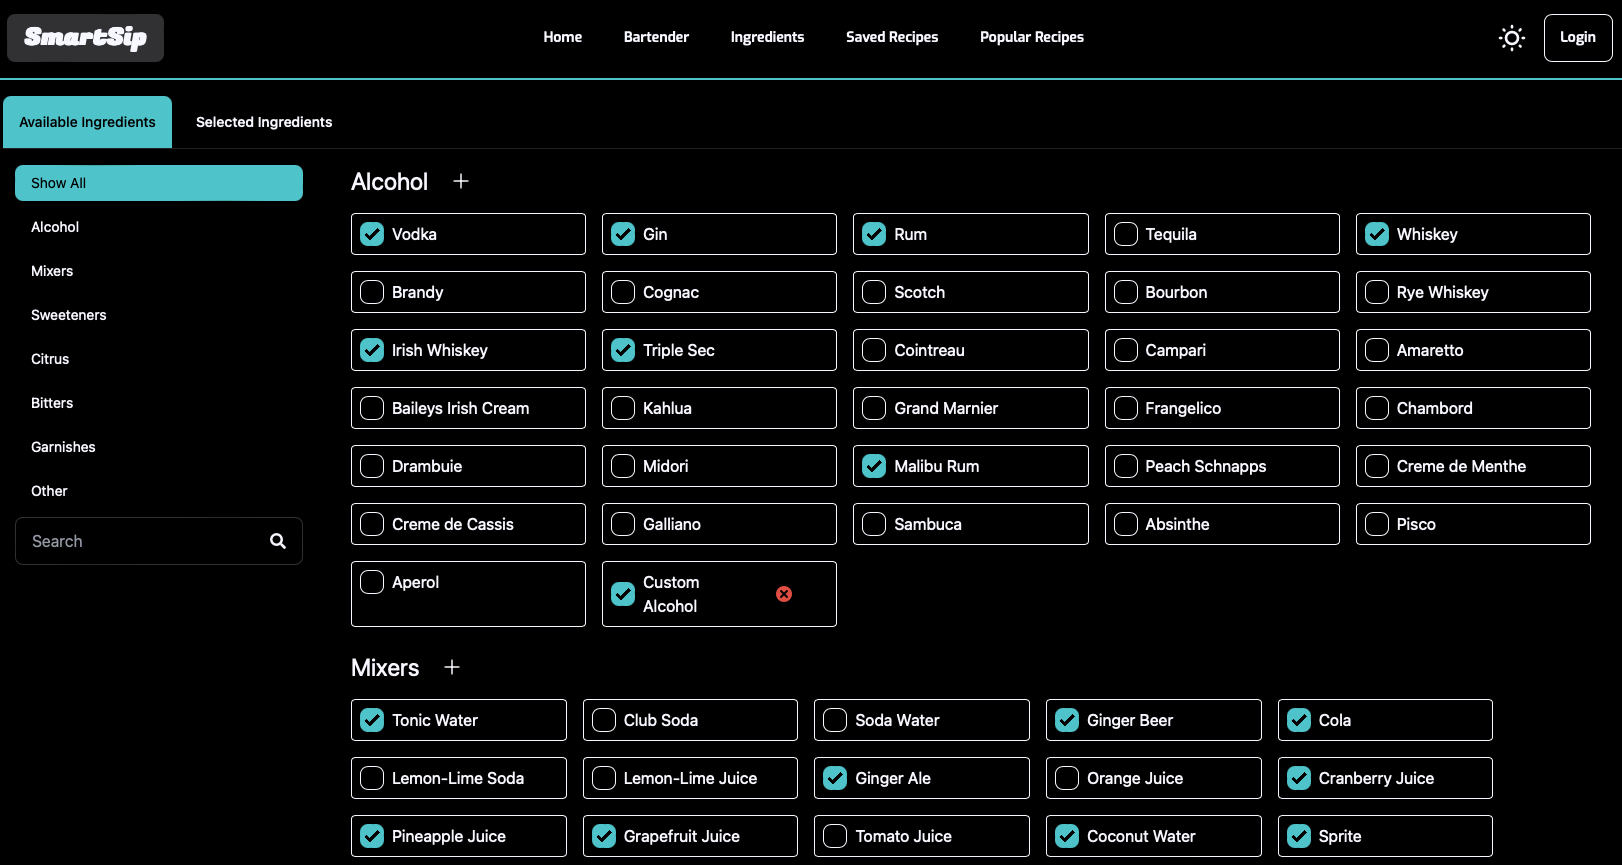 SmartSip
Home
Bartender
Ingredients
Saved Recipes
Popular Recipes
Login
Available Ingredients
Selected Ingredients
Show All
Alcohol
Mixers
Sweeteners
Citrus
Bitters
Garnishes
Other
Search
Alcohol
Vodka
Gin
Rum
Tequila
Whiskey
Brandy
Cognac
Scotch
Bourbon
Rye Whiskey
Irish Whiskey
Triple Sec
Cointreau
Campari
Amaretto
Baileys Irish Cream
Kahlua
Grand Marnier
Frangelico
Chambord
Drambuie
Midori
Malibu Rum
Peach Schnapps
Creme de Menthe
Creme de Cassis
Galliano
Sambuca
Absinthe
Pisco
Aperol
Custom
Alcohol
Mixers
Tonic Water
Club Soda
Soda Water
Ginger Beer
Cola
Lemon-Lime Soda
Lemon-Lime Juice
Ginger Ale
Orange Juice
Cranberry Juice
Pineapple Juice
Grapefruit Juice
Tomato Juice
Coconut Water
Sprite